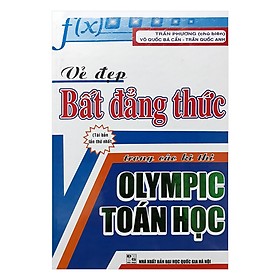 f(x)
TRẦN PHƯƠNG (chủ biên)
VÕ QUỐC BÁ CẨN - TRẦN QUỐC ANH
Vẻ đẹp
Bất đẳng thức
(Tái bản
lần thứ nhất)
trong các kì thi
OLYMPIC
TOÁN HỌC
NHÀ XUẤT BẢN ĐẠI HỌC QUỐC GIA HÀ NỘI